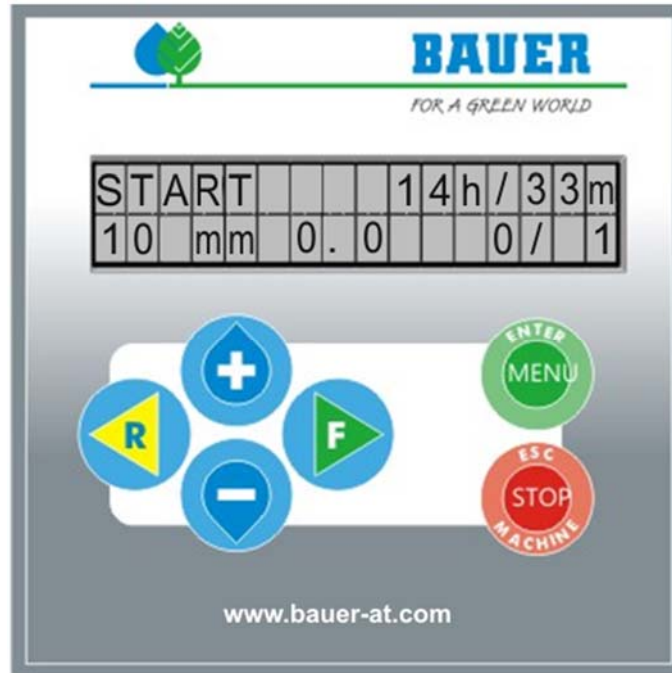 BAUER
FOR A GREEN WORLD
START 14h/33m
10 mm 0.0 0/ 1
+
ENTER
MENU
R
F
-
ESC
STOP
MACHINE
www.bauer-at.com